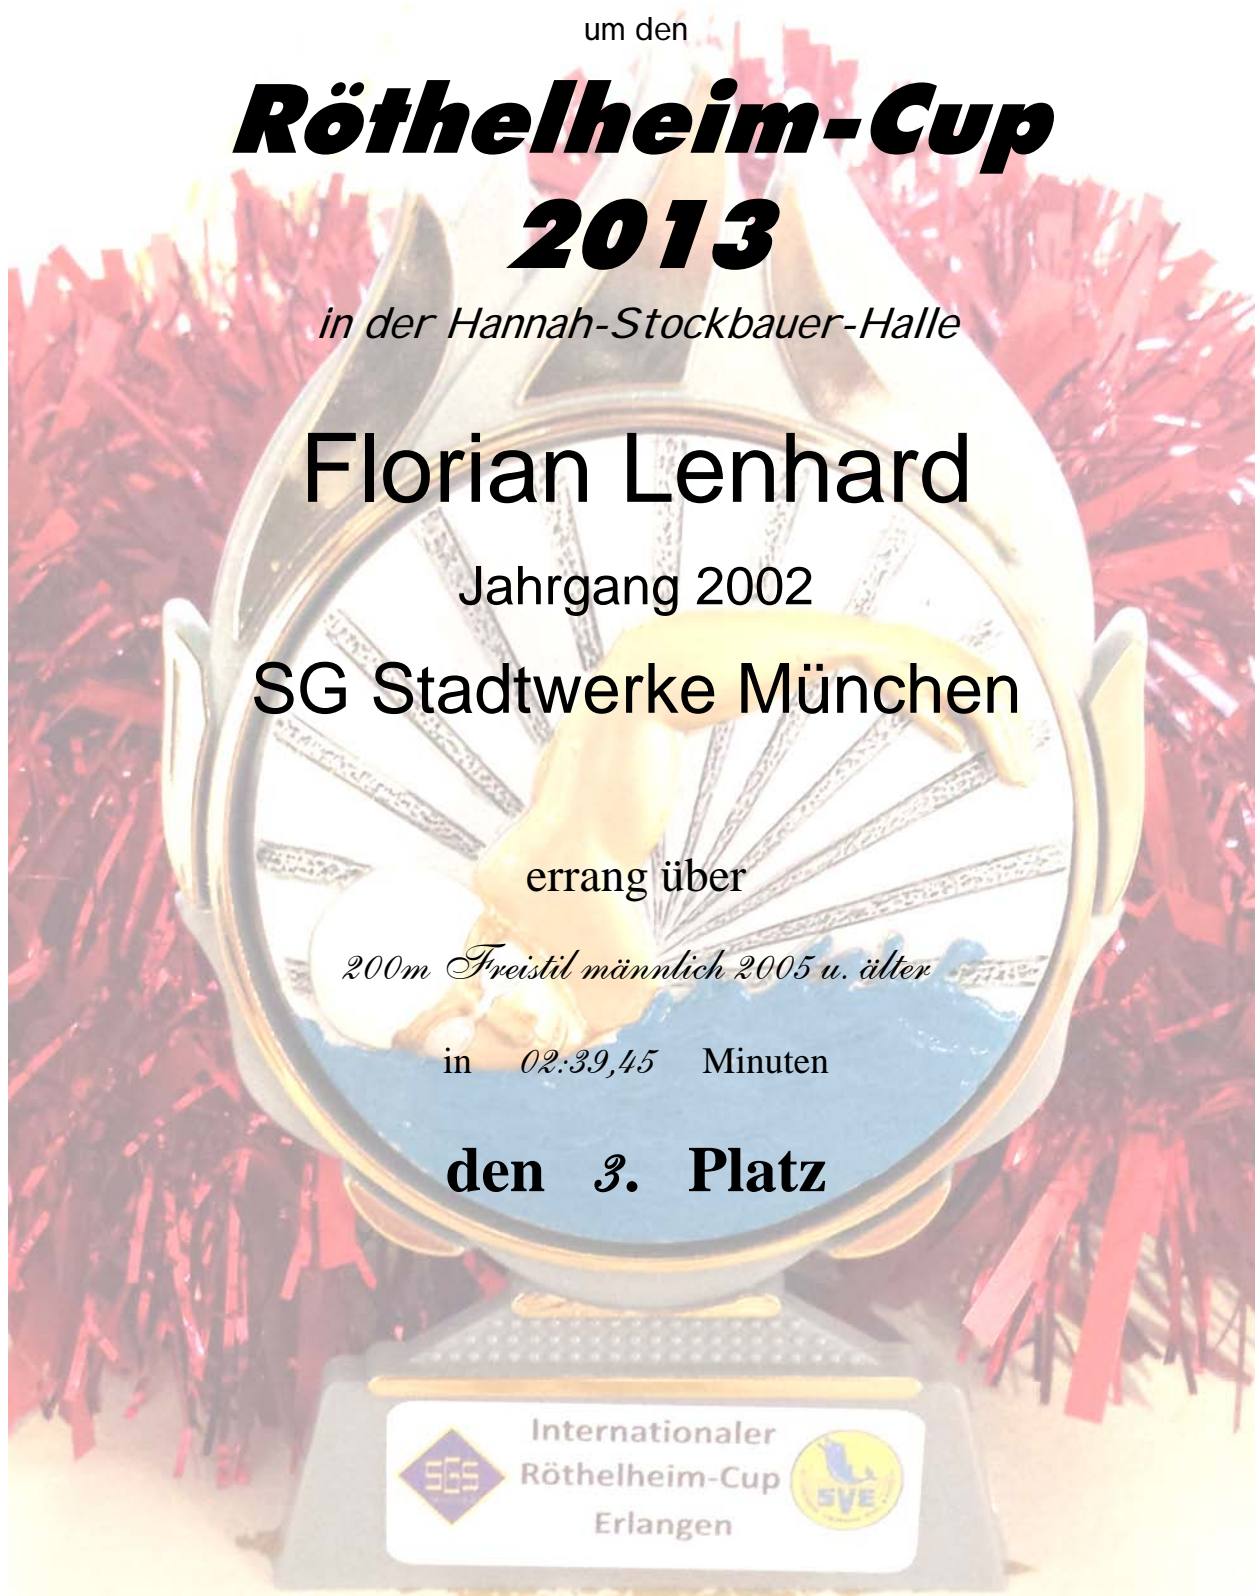 um den
Röthelheim-Cup
2013
in der Hannah-Stockbauer-Halle
Florian Lenhard
Jahrgang 2002
SG Stadtwerke München
errang über
200m Freistil männlich 2005 u. älter
in 02:39,45 Minuten
den 3. Platz
Internationaler
SGS Röthelheim-Cup SVE
Erlangen